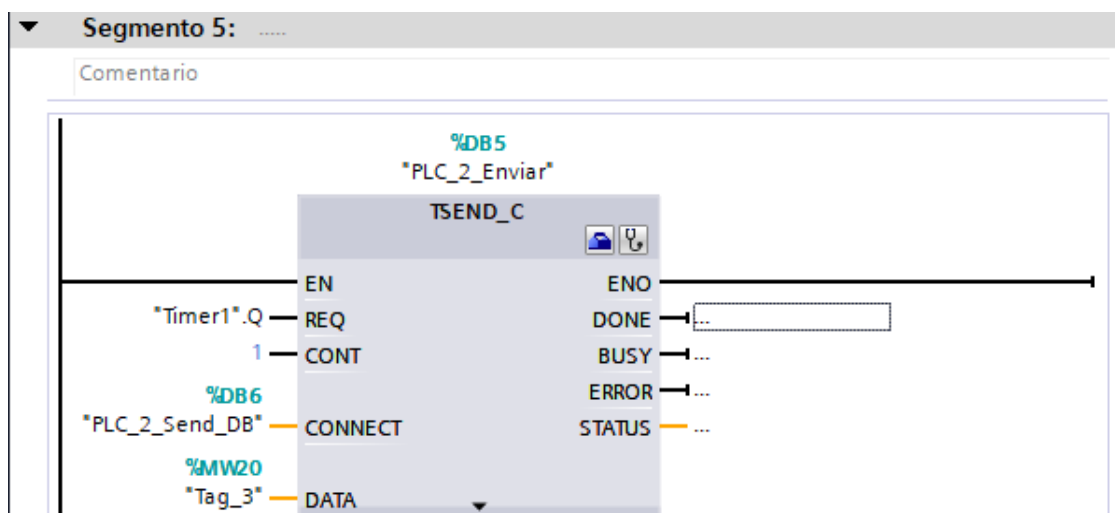 Segmento 5: .....
Comentario
%DB5
"PLC_2_Enviar"
TSEND_C
EN ENO
"Timer1".Q REQ DONE ...
1 CONT BUSY ...
ERROR ...
%DB6
"PLC_2_Send_DB" CONNECT STATUS ...
%MW20
"Tag_3" DATA